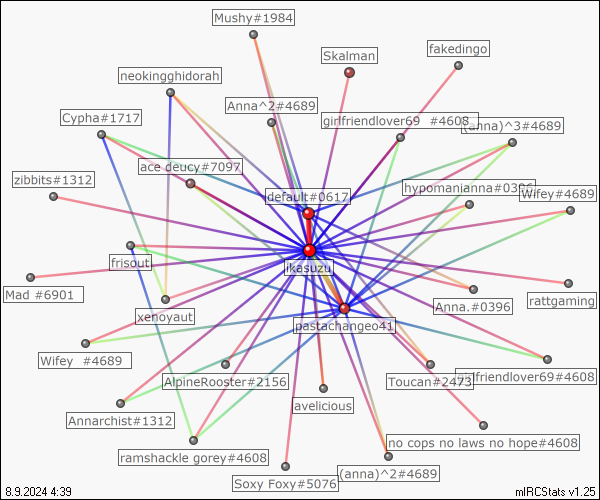 Mushy#1984
Skalman
fakedingo
neokingghidorah
Anna^2#4689
Cypha#1717
girlfriendlover69 #4608
(anna)^3#4689
ace deucy#7097
zibbits#1312
hypomanianna#0396
Wifey#4689
default#0617
ikasuzu
frisout
Mad #6901
xenoyaut
Anna.#0396
rattgaming
pastachangeo41
Wifey #4689
AlpineRooster#2156
Toucan#2473
girlfriendlover69#4608
avelicious
Annarchist#1312
no cops no laws no hope#4608
ramshackle gorey#4608
(anna)^2#4689
Soxy Foxy#5076
8.9.2024 4:39
mIRCStats v1.25